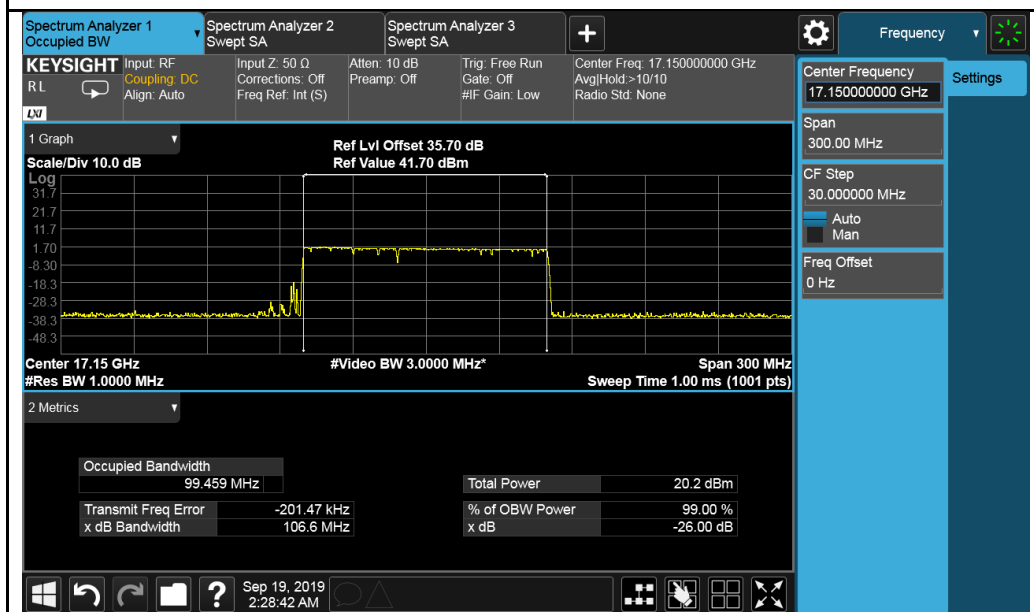 Spectrum Analyzer 1
Occupied BW
Spectrum Analyzer 2
Swept SA
Spectrum Analyzer 3
Swept SA
Frequency
KEYSIGHT
RL
LXI
Input: RF
Coupling: DC
Align: Auto
Input Z: 50 Ω
Corrections: Off
Freq Ref: Int (S)
Atten: 10 dB
Preamp: Off
Trig: Free Run
Gate: Off
#IF Gain: Low
Center Freq: 17.150000000 GHz
Avg|Hold:>10/10
Radio Std: None
Center Frequency
17.150000000 GHz
Settings
Span
300.00 MHz
CF Step
30.000000 MHz
Auto
Man
Freq Offset
0 Hz
1 Graph
Scale/Div 10.0 dB
Ref Lvl Offset 35.70 dB
Ref Value 41.70 dBm
Log
31.7
21.7
11.7
1.70
-8.30
-18.3
-28.3
-38.3
-48.3
Center 17.15 GHz
#Video BW 3.0000 MHz*
Span 300 MHz
#Res BW 1.0000 MHz
Sweep Time 1.00 ms (1001 pts)
2 Metrics
Occupied Bandwidth
99.459 MHz
Total Power 20.2 dBm
Transmit Freq Error -201.47 kHz
% of OBW Power 99.00 %
x dB Bandwidth 106.6 MHz
x dB -26.00 dB
?
Sep 19, 2019
2:28:42 AM